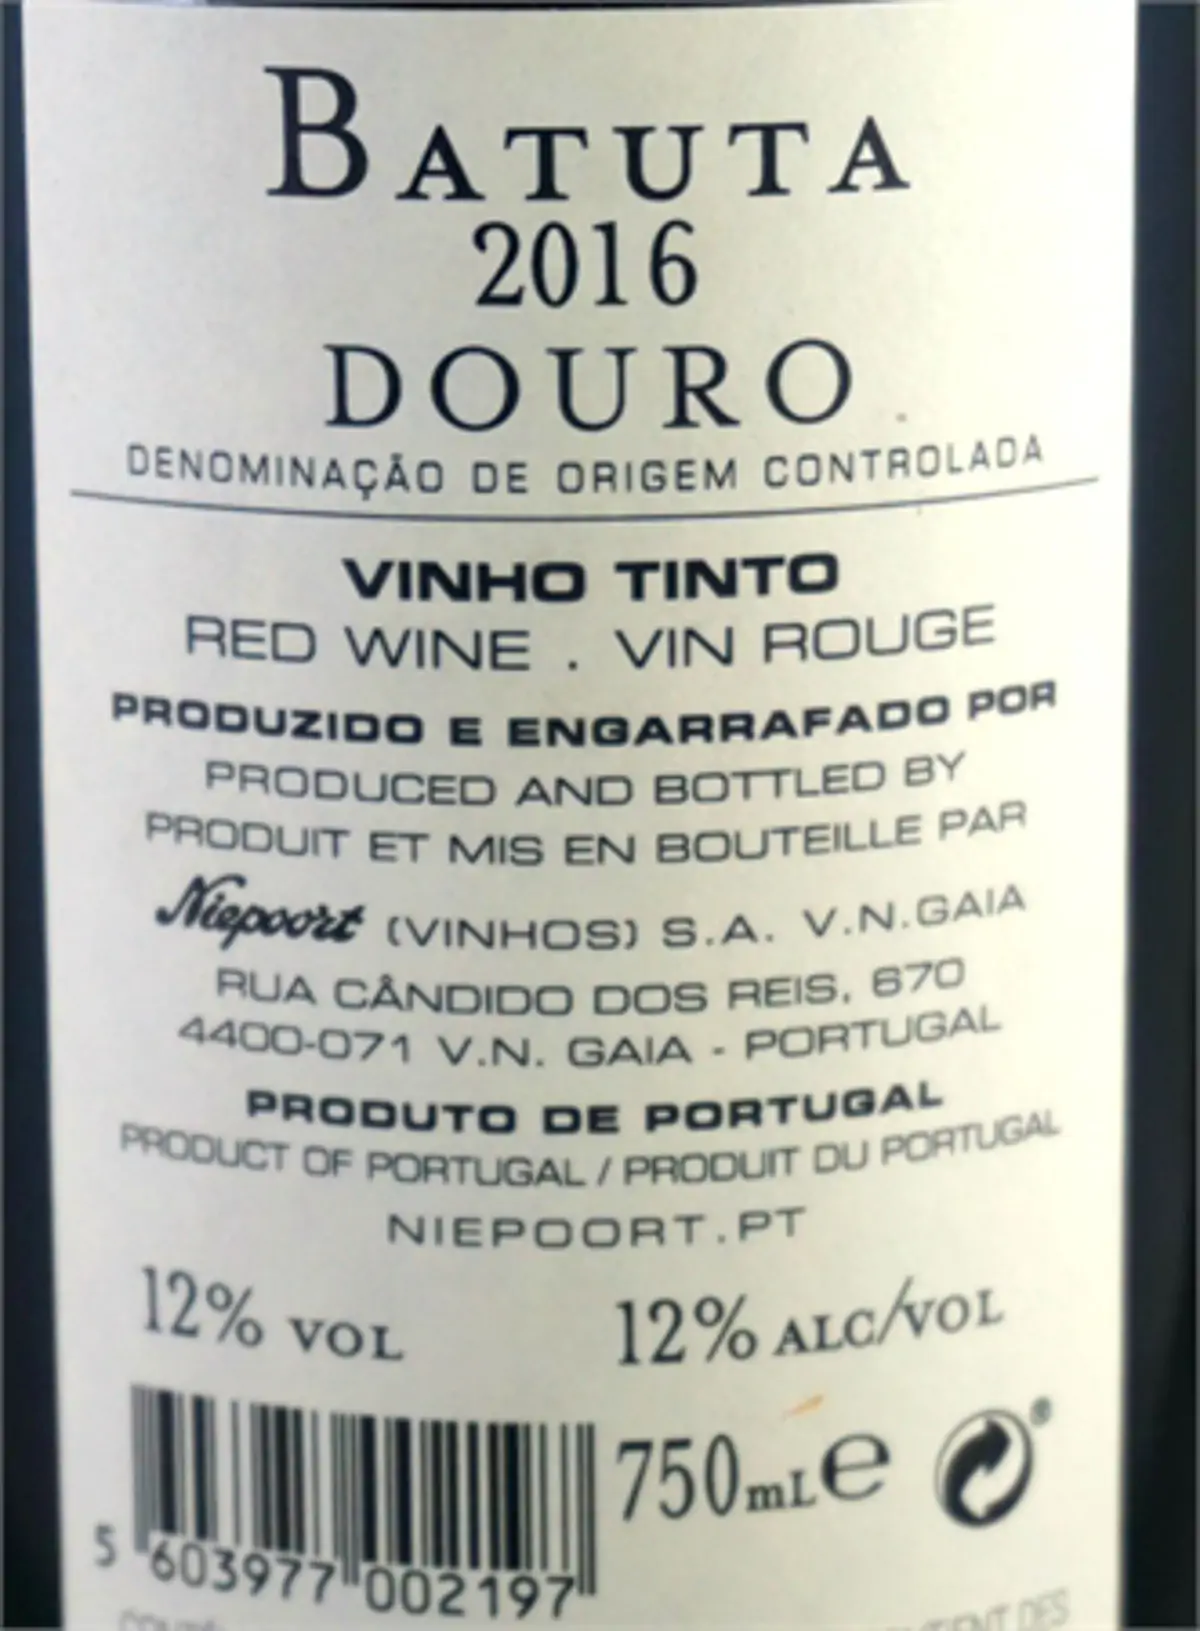 BATUTA
2016
DOURO
DENOMINAÇÃO DE ORIGEM CONTROLADA
VINHO TINTO
RED WINE . VIN ROUGE
PRODUZIDO E ENGARRAFADO POR
PRODUCED AND BOTTLED BY
PRODUIT ET MIS EN BOUTEILLE PAR
Niepoort (VINHOS) S.A. V.N.GAIA
RUA CÂNDIDO DOS REIS, 670
4400-071 V.N. GAIA - PORTUGAL
PRODUTO DE PORTUGAL
PRODUCT OF PORTUGAL / PRODUIT DU PORTUGAL
NIEPOORT.PT
12% VOL 12% ALC/VOL
750mL e ®
5 603977 002197
DES